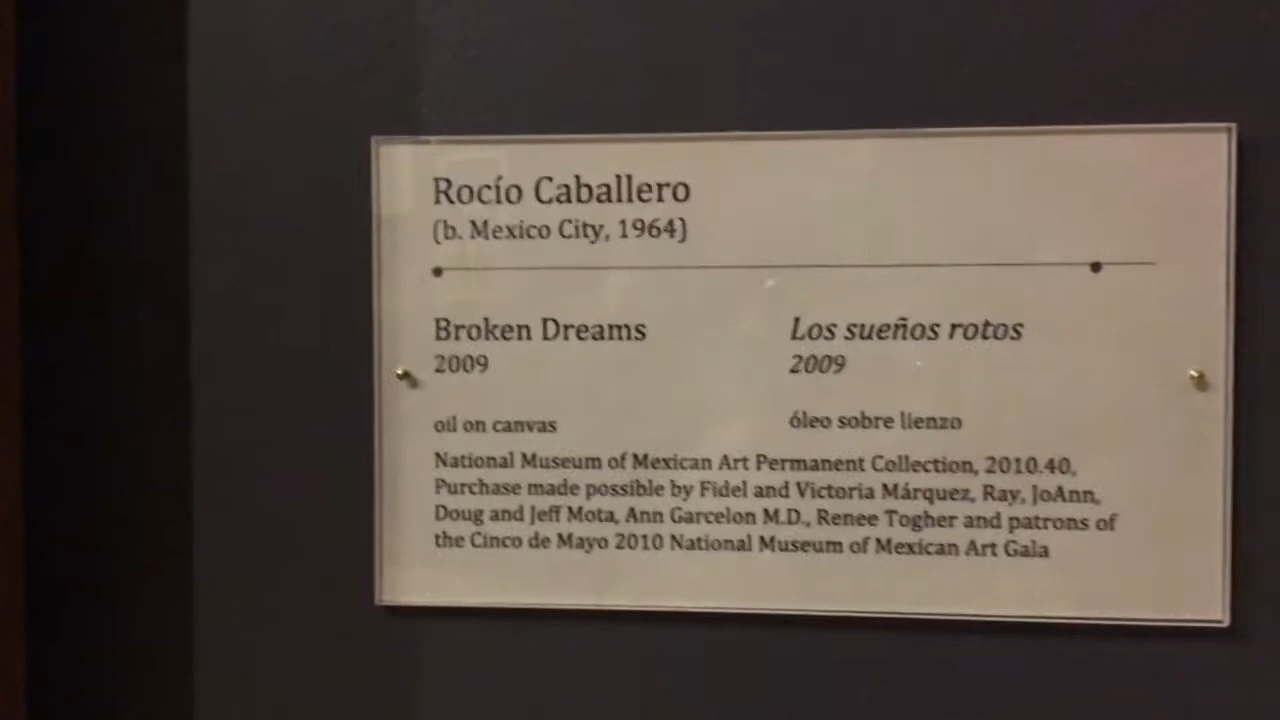 Rocío Caballero
(b. Mexico City, 1964)
Broken Dreams
2009
oil on canvas
Los sueños rotos
2009
óleo sobre lienzo
National Museum of Mexican Art Permanent Collection, 2010.40,
Purchase made possible by Fidel and Victoria Márquez, Ray, JoAnn,
Doug and Jeff Mota, Ann Garcelon M.D., Renee Togher and patrons of
the Cinco de Mayo 2010 National Museum of Mexican Art Gala